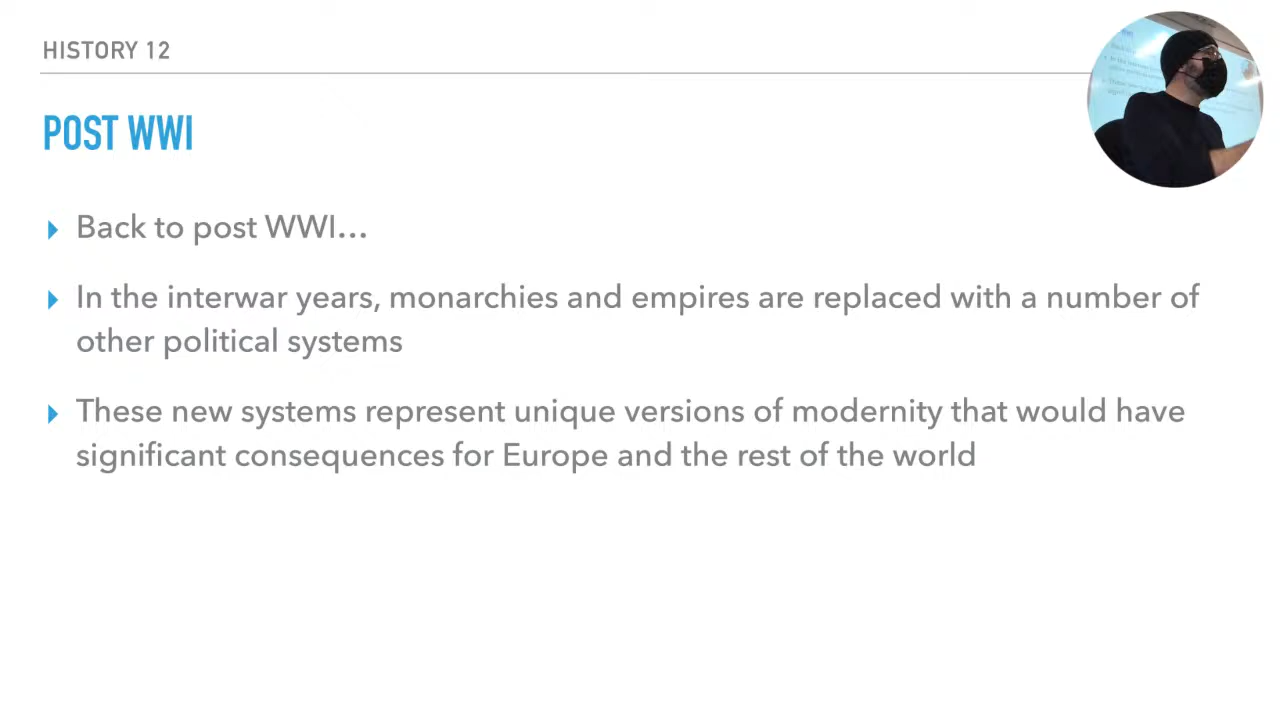 HISTORY 12
POST WWI
Back to post WWI…
In the interwar years, monarchies and empires are replaced with a number of
other political systems
These new systems represent unique versions of modernity that would have
significant consequences for Europe and the rest of the world